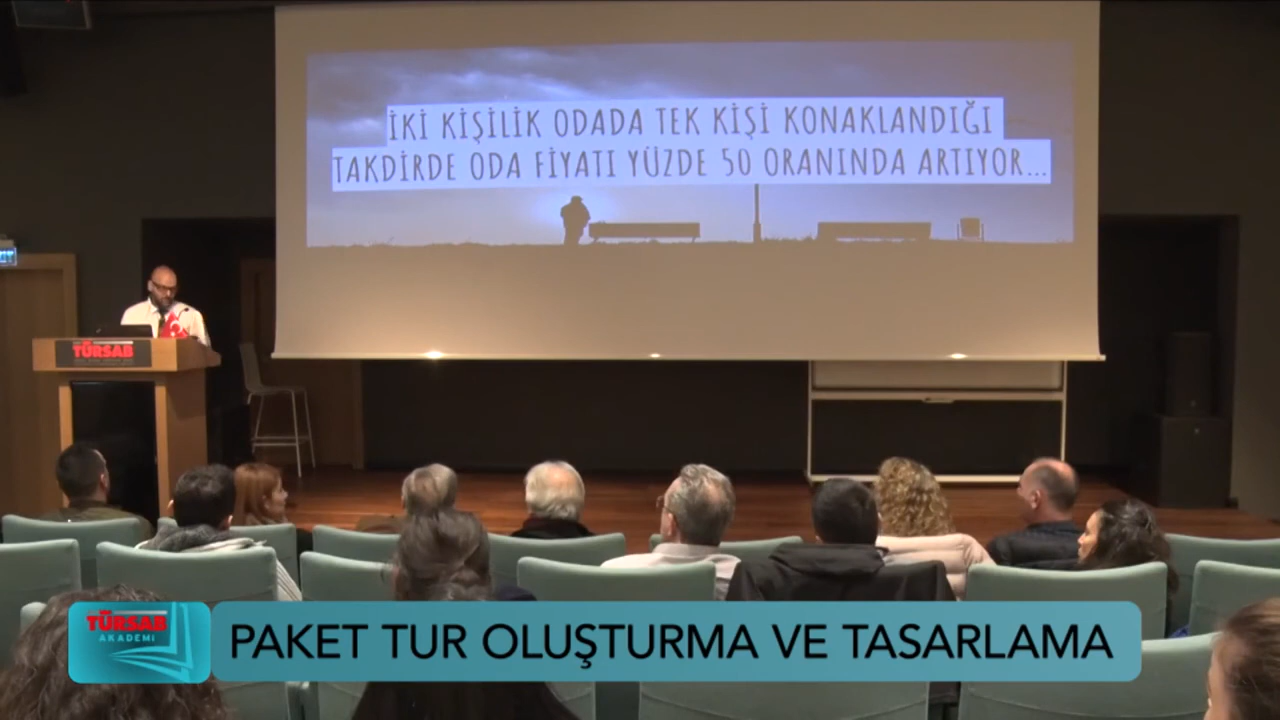 İKİ KİŞİLİK ODADA TEK KİŞİ KONAKLANDIĞI
TAKDİRDE ODA FİYATI YÜZDE 50 ORANINDA ARTIYOR...
TÜRSAB
TÜRSAB
AKADEMİ
PAKET TUR OLUŞTURMA VE TASARLAMA